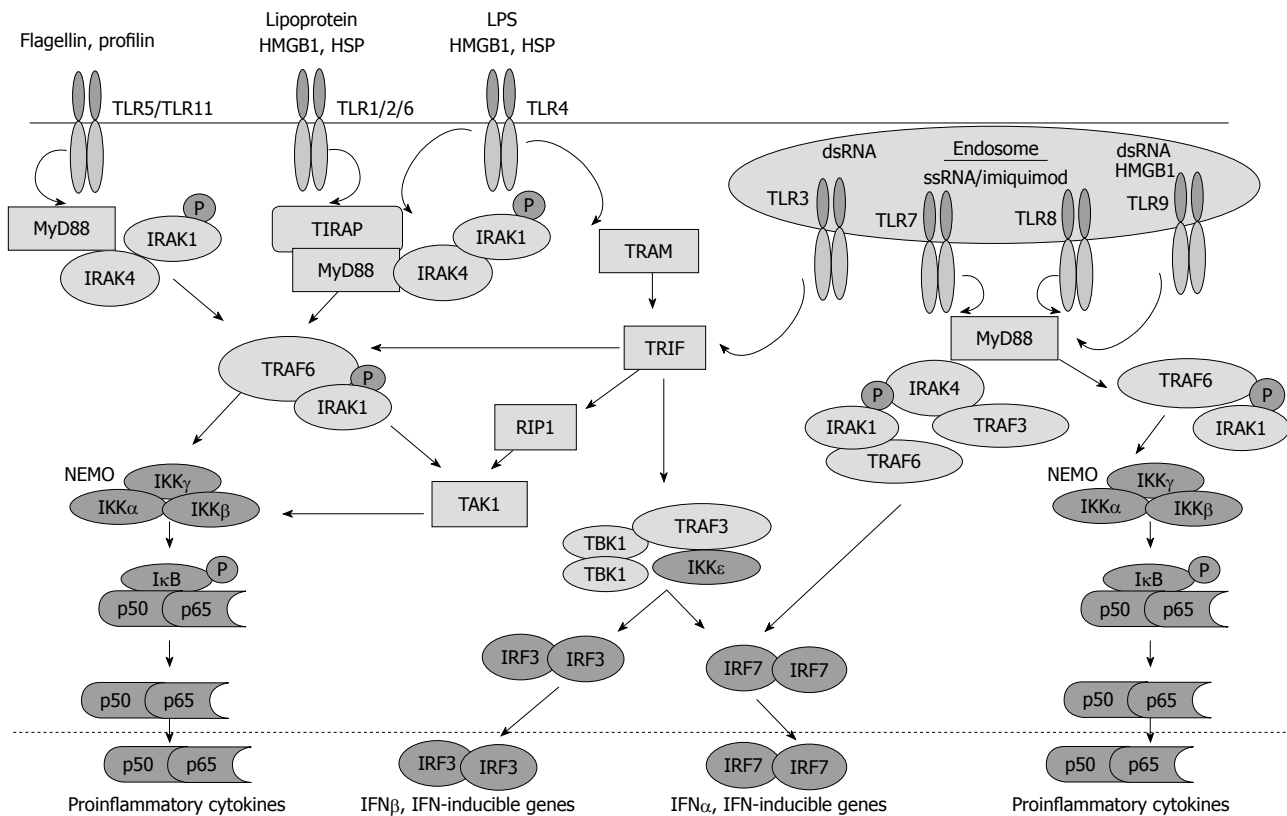 Flagellin, profilin
Lipoprotein
HMGB1, HSP
LPS
HMGB1, HSP
TLR5/TLR11
TLR1/2/6
TLR4
dsRNA
Endosome
ssRNA/imiquimod
dsRNA
HMGB1
TLR3
TLR7
TLR8
TLR9
MyD88
P
IRAK1
IRAK4
TIRAP
MyD88
P
IRAK1
IRAK4
TRAM
TRIF
MyD88
TRAF6
P
IRAK1
RIP1
TAK1
IRAK4
P
IRAK1
TRAF3
TRAF6
TRAF6
P
IRAK1
NEMO
IKKγ
IKKα
IKKβ
TRAF3
TBK1
TBK1
IKKε
NEMO
IKKγ
IKKα
IKKβ
IκB
P
p50
p65
IκB
P
p50
p65
IRF3
IRF3
IRF7
IRF7
p50
p65
p50
p65
p50
p65
IRF3
IRF3
IRF7
IRF7
p50
p65
Proinflammatory cytokines
IFNβ, IFN-inducible genes
IFNα, IFN-inducible genes
Proinflammatory cytokines